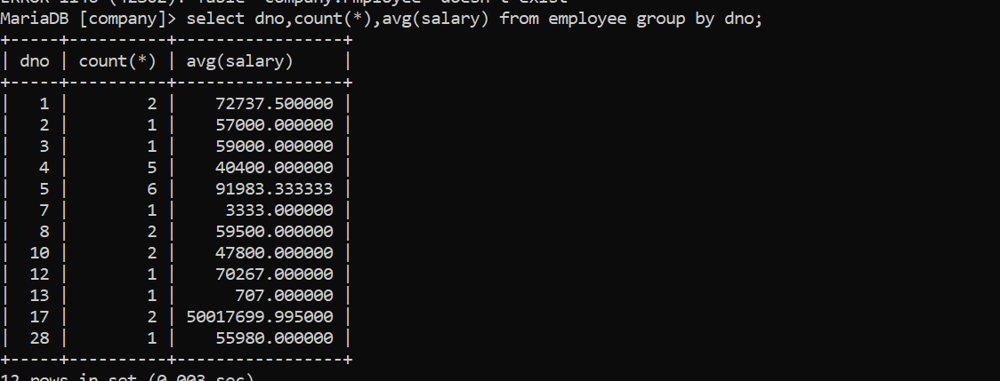 MariaDB [company]> select dno,count(*),avg(salary) from employee group by dno;
+-----+----------+-----------------+
| dno | count(*) | avg(salary)     |
+-----+----------+-----------------+
|   1 |        2 |    72737.500000 |
|   2 |        1 |    57000.000000 |
|   3 |        1 |    59000.000000 |
|   4 |        5 |    40400.000000 |
|   5 |        6 |    91983.333333 |
|   7 |        1 |     3333.000000 |
|   8 |        2 |    59500.000000 |
|  10 |        2 |    47800.000000 |
|  12 |        1 |    70267.000000 |
|  13 |        1 |      707.000000 |
|  17 |        2 | 50017699.995000 |
|  28 |        1 |    55980.000000 |
+-----+----------+-----------------+
12 rows in set (0.003 sec)